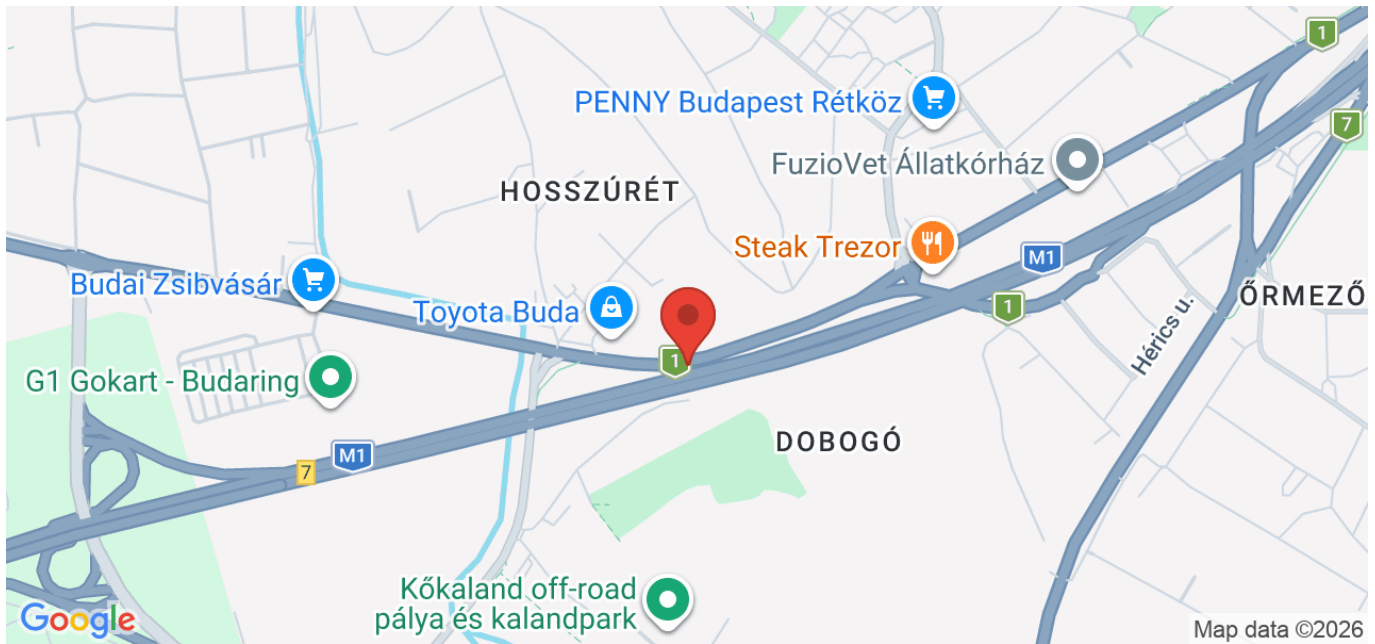 1
PENNY Budapest Rétköz
7
FuzioVet Állatkórház
HOSSZÚRÉT
Steak Trezor
M1
Budai Zsibvásár
ŐRMEZŐ
Toyota Buda
1
Hérics u.
1
G1 Gokart - Budaring
DOBOGÓ
M1
7
Kőkaland off-road
pálya és kalandpark
Google
Map data ©2026